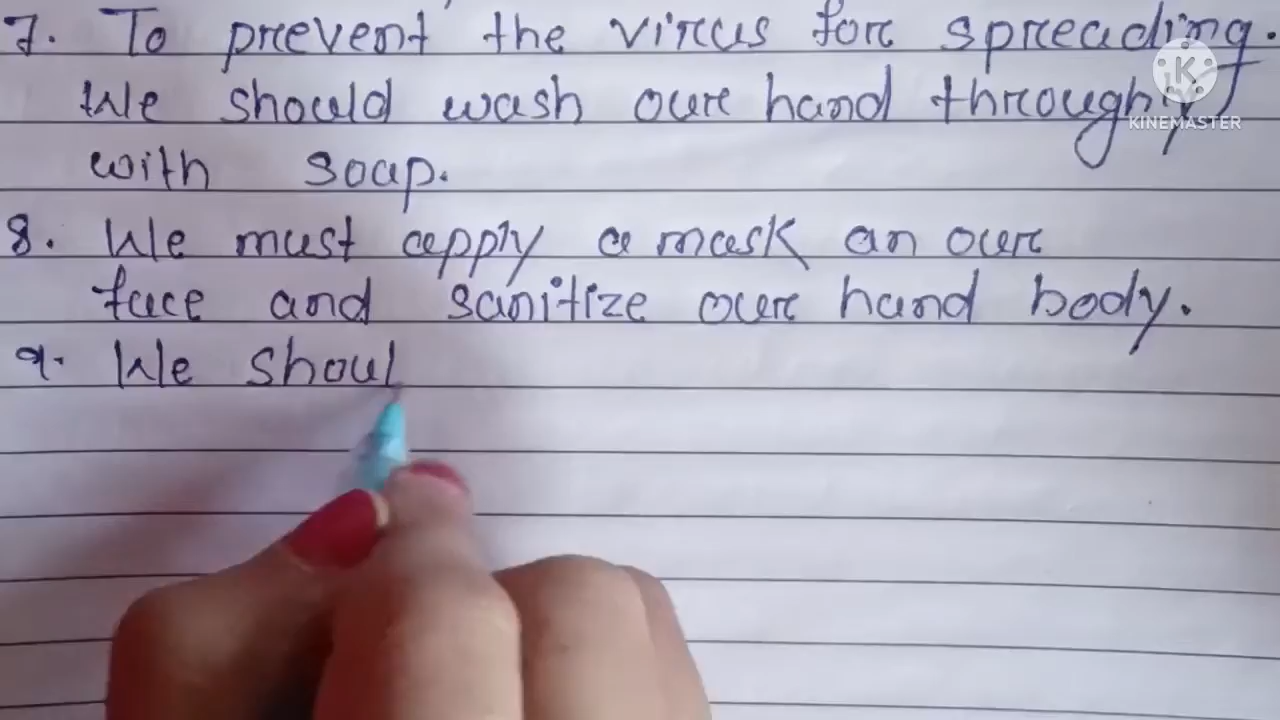 7. To prevent the virus for spreading.
We should wash our hand throughly
with soap.
8. We must apply a mask an our
face and sanitize our hand body.
9. We shoul
K
KINEMASTER